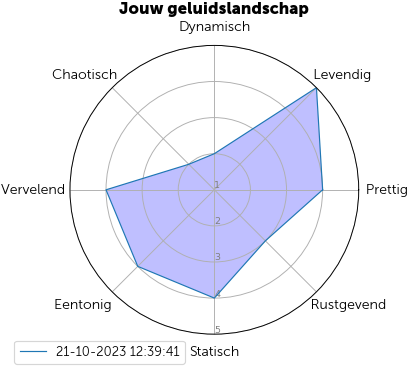 Jouw geluidslandschap
Dynamisch
Chaotisch
Levendig
Vervelend
1
Prettig
2
3
4
Eentonig
Rustgevend
5
21-10-2023 12:39:41
Statisch